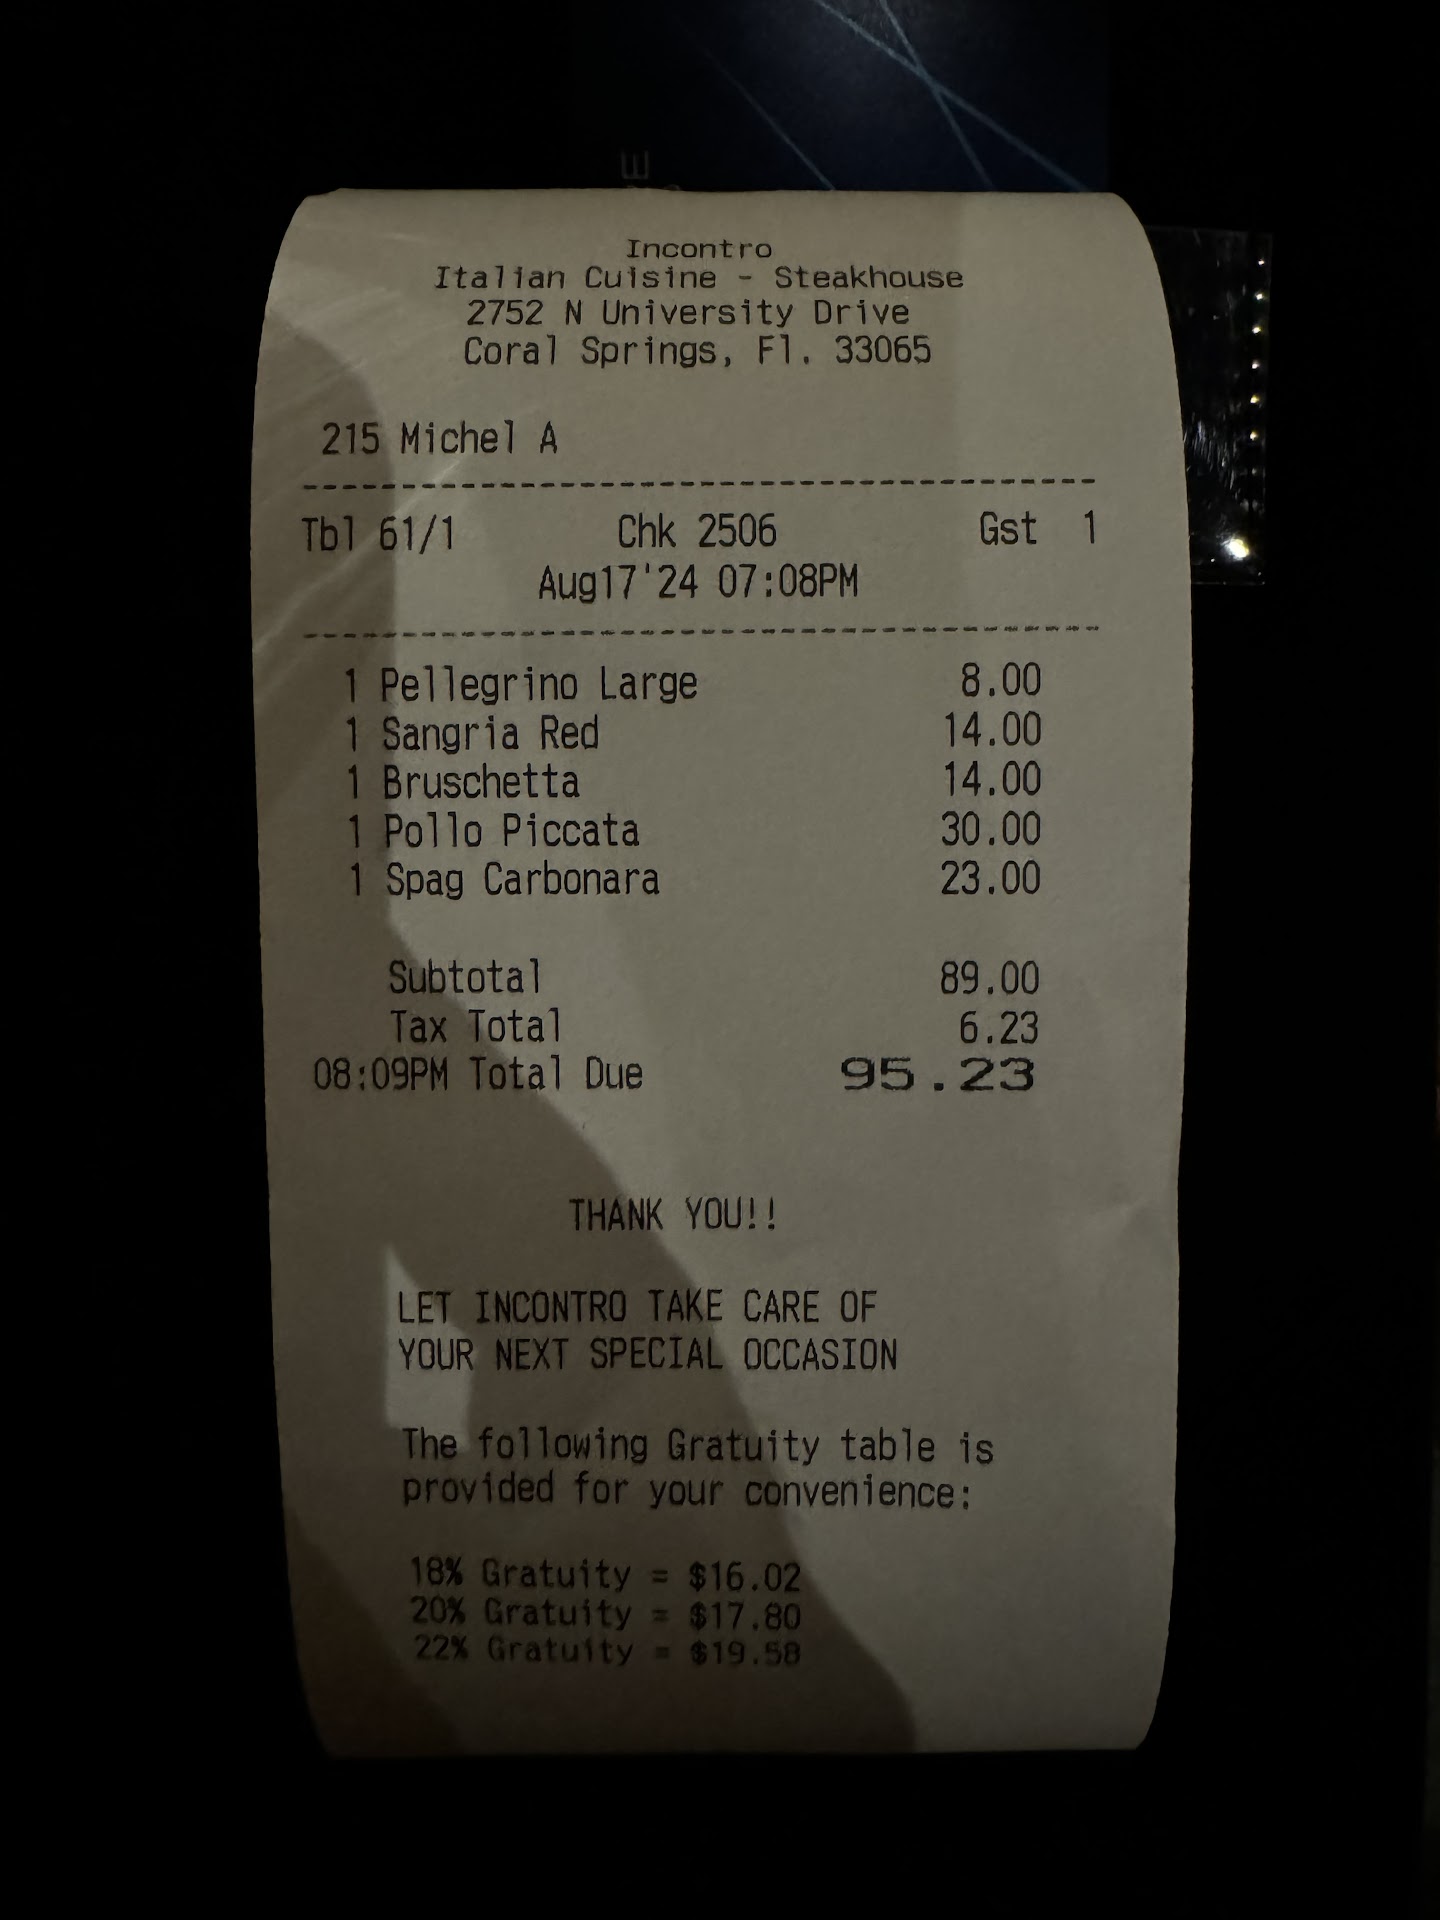 Incontro
Italian Cuisine - Steakhouse
2752 N University Drive
Coral Springs, Fl. 33065
215 Michel A
----------------------------------------
Tbl 61/1 Chk 2506 Gst 1
Aug17'24 07:08PM
----------------------------------------
1 Pellegrino Large 8.00
1 Sangria Red 14.00
1 Bruschetta 14.00
1 Pollo Piccata 30.00
1 Spag Carbonara 23.00
Subtotal 89.00
Tax Total 6.23
08:09PM Total Due 95.23
THANK YOU!!
LET INCONTRO TAKE CARE OF
YOUR NEXT SPECIAL OCCASION
The following Gratuity table is
provided for your convenience:
18% Gratuity = $16.02
20% Gratuity = $17.80
22% Gratuity = $19.58